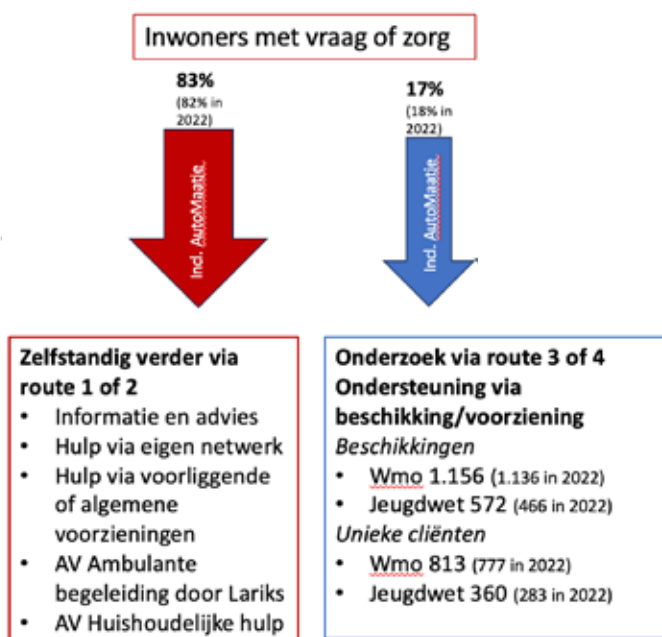 Inwoners met vraag of zorg
83%
(82% in
2022)
17%
(18% in
2022)
Incl. AutoMaatje
Incl. AutoMaatje
Zelfstandig verder via
route 1 of 2
• Informatie en advies
• Hulp via eigen netwerk
• Hulp via voorliggende
of algemene
voorzieningen
• AV Ambulante
begeleiding door Lariks
• AV Huishoudelijke hulp
Onderzoek via route 3 of 4
Ondersteuning via
beschikking/voorziening
Beschikkingen
• Wmo 1.156 (1.136 in 2022)
• Jeugdwet 572 (466 in 2022)
Unieke cliënten
• Wmo 813 (777 in 2022)
• Jeugdwet 360 (283 in 2022)